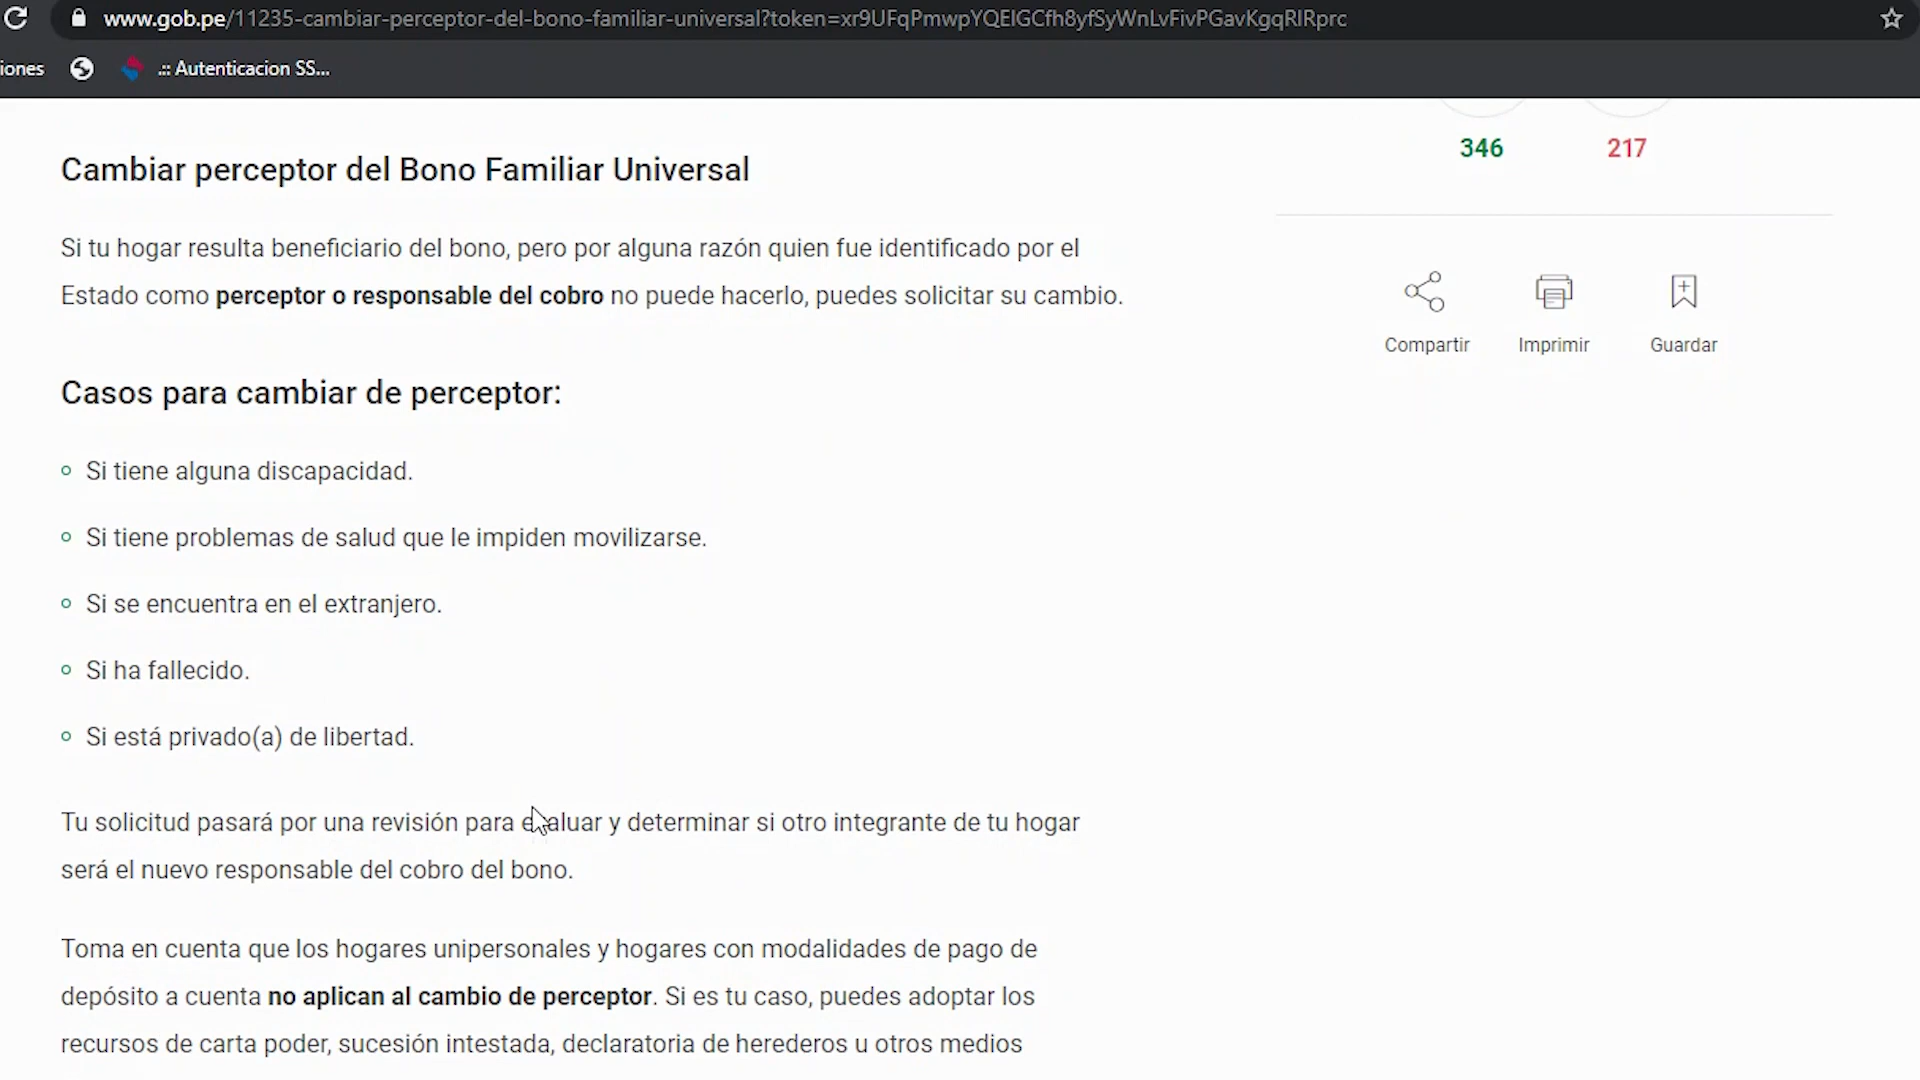 www.gob.pe/11235-cambiar-perceptor-del-bono-familiar-universal?token=xr9UFqPmwpYQEIGCfh8yfSyWnLvFivPGavKgqRIRprc
iones
.:: Autenticacion SS...
346
217
Cambiar perceptor del Bono Familiar Universal
Si tu hogar resulta beneficiario del bono, pero por alguna razón quien fue identificado por el
Estado como perceptor o responsable del cobro no puede hacerlo, puedes solicitar su cambio.
Compartir
Imprimir
Guardar
Casos para cambiar de perceptor:
Si tiene alguna discapacidad.
Si tiene problemas de salud que le impiden movilizarse.
Si se encuentra en el extranjero.
Si ha fallecido.
Si está privado(a) de libertad.
Tu solicitud pasará por una revisión para evaluar y determinar si otro integrante de tu hogar
será el nuevo responsable del cobro del bono.
Toma en cuenta que los hogares unipersonales y hogares con modalidades de pago de
depósito a cuenta no aplican al cambio de perceptor. Si es tu caso, puedes adoptar los
recursos de carta poder, sucesión intestada, declaratoria de herederos u otros medios